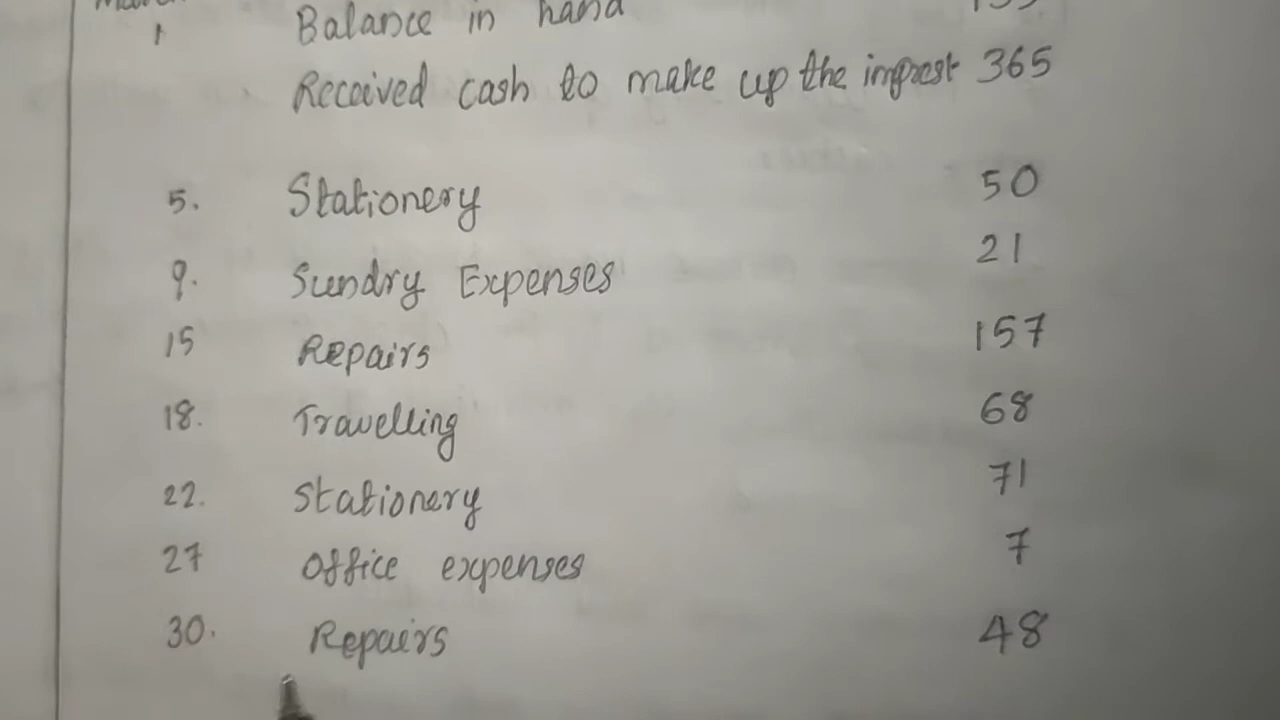 1 Balance in hand
Received cash to make up the imprest 365
5. Stationery 50
9. Sundry Expenses 21
15 Repairs 157
18. Travelling 68
22. Stationery 71
27 Office expenses 7
30. Repairs 48